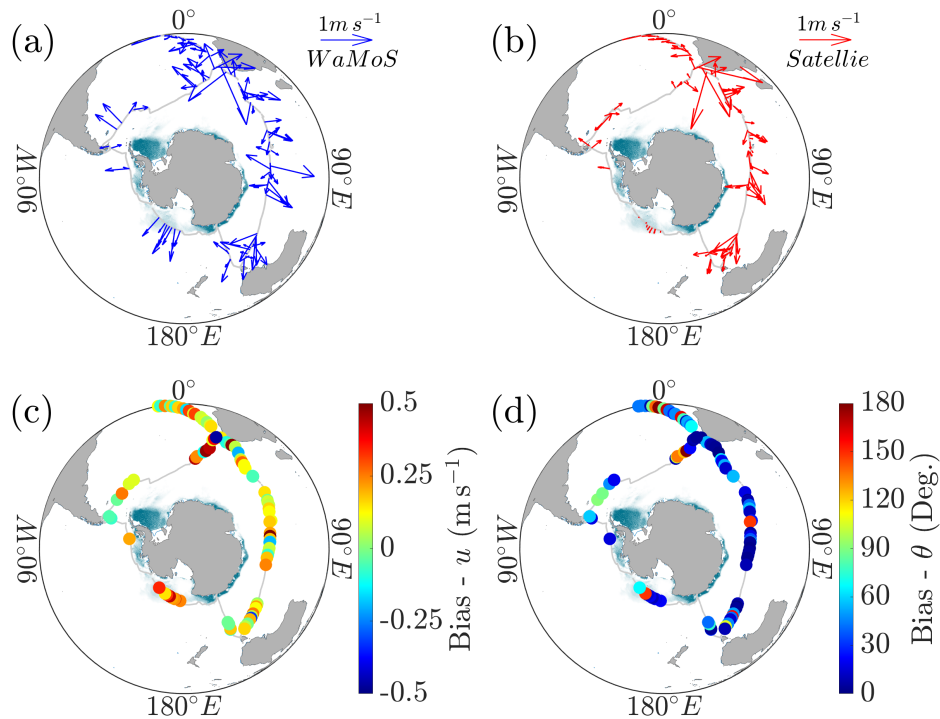 (a)
0°
1 m s⁻¹
WaMoS
90°W
90°E
180°E
(b)
0°
1 m s⁻¹
Satellie
90°W
90°E
180°E
(c)
0°
90°W
90°E
180°E
0.5
0.25
0
-0.25
-0.5
Bias - u (m s⁻¹)
(d)
0°
90°W
90°E
180°E
180
150
120
90
60
30
0
Bias - θ (Deg.)